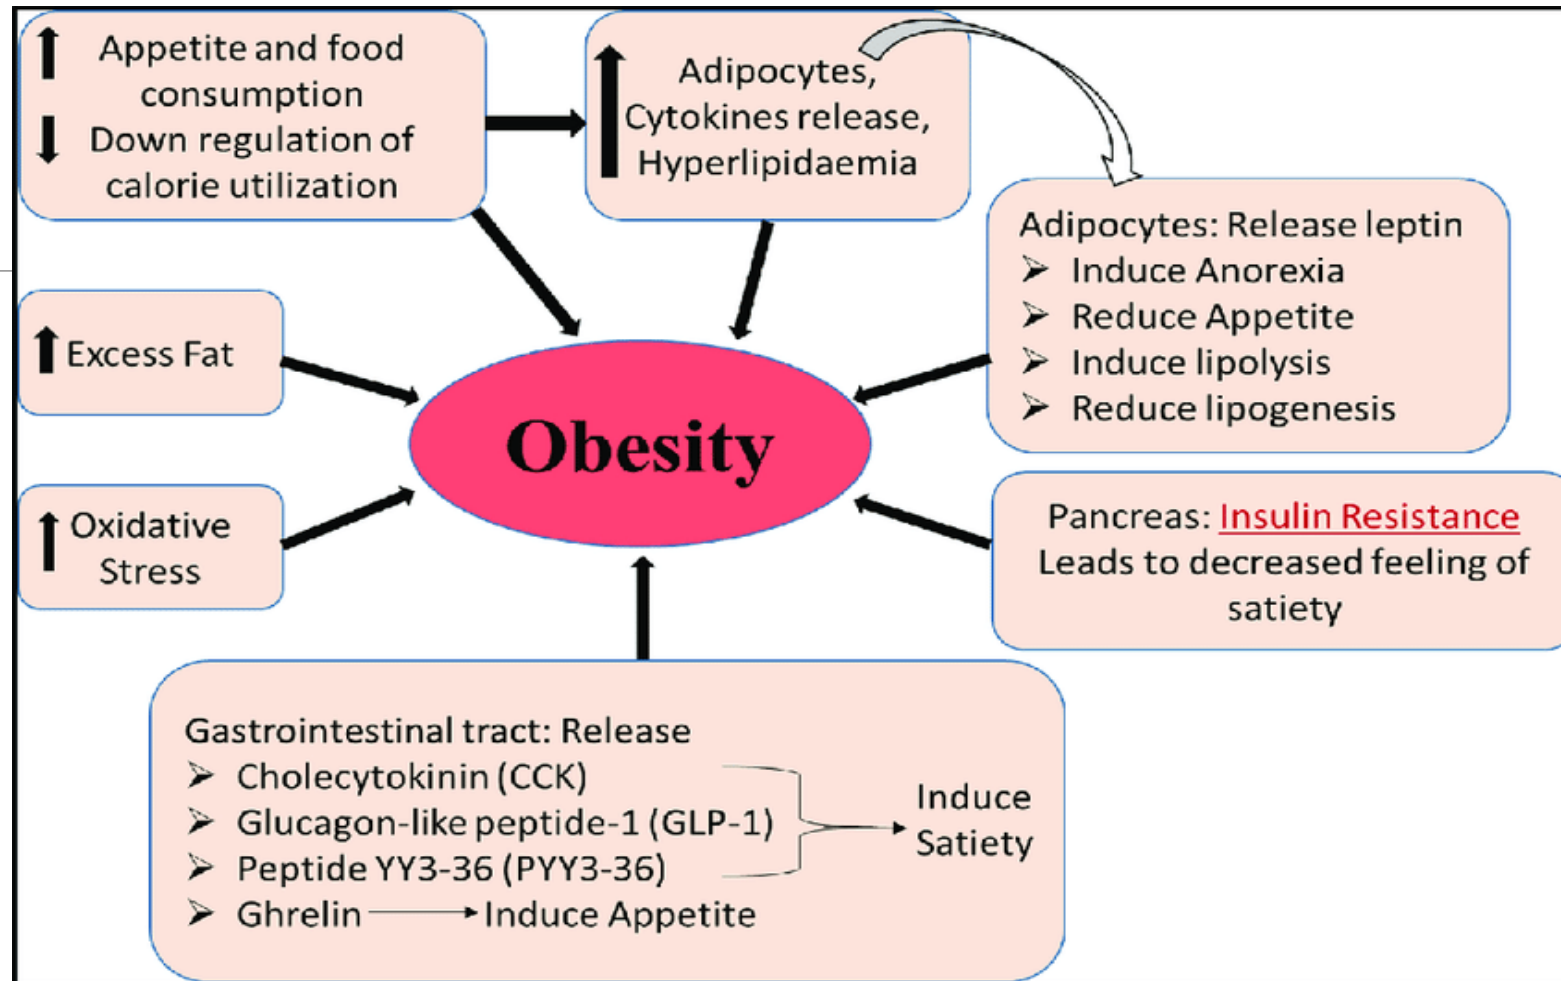 Appetite and food
consumption
Down regulation of
calorie utilization
Adipocytes,
Cytokines release,
Hyperlipidaemia
Adipocytes: Release leptin
➢ Induce Anorexia
➢ Reduce Appetite
➢ Induce lipolysis
➢ Reduce lipogenesis
Excess Fat
Obesity
Oxidative
Stress
Pancreas: Insulin Resistance
Leads to decreased feeling of
satiety
Gastrointestinal tract: Release
➢ Cholecytokinin (CCK)
➢ Glucagon-like peptide-1 (GLP-1)
➢ Peptide YY3-36 (PYY3-36)
➢ Ghrelin → Induce Appetite
Induce
Satiety